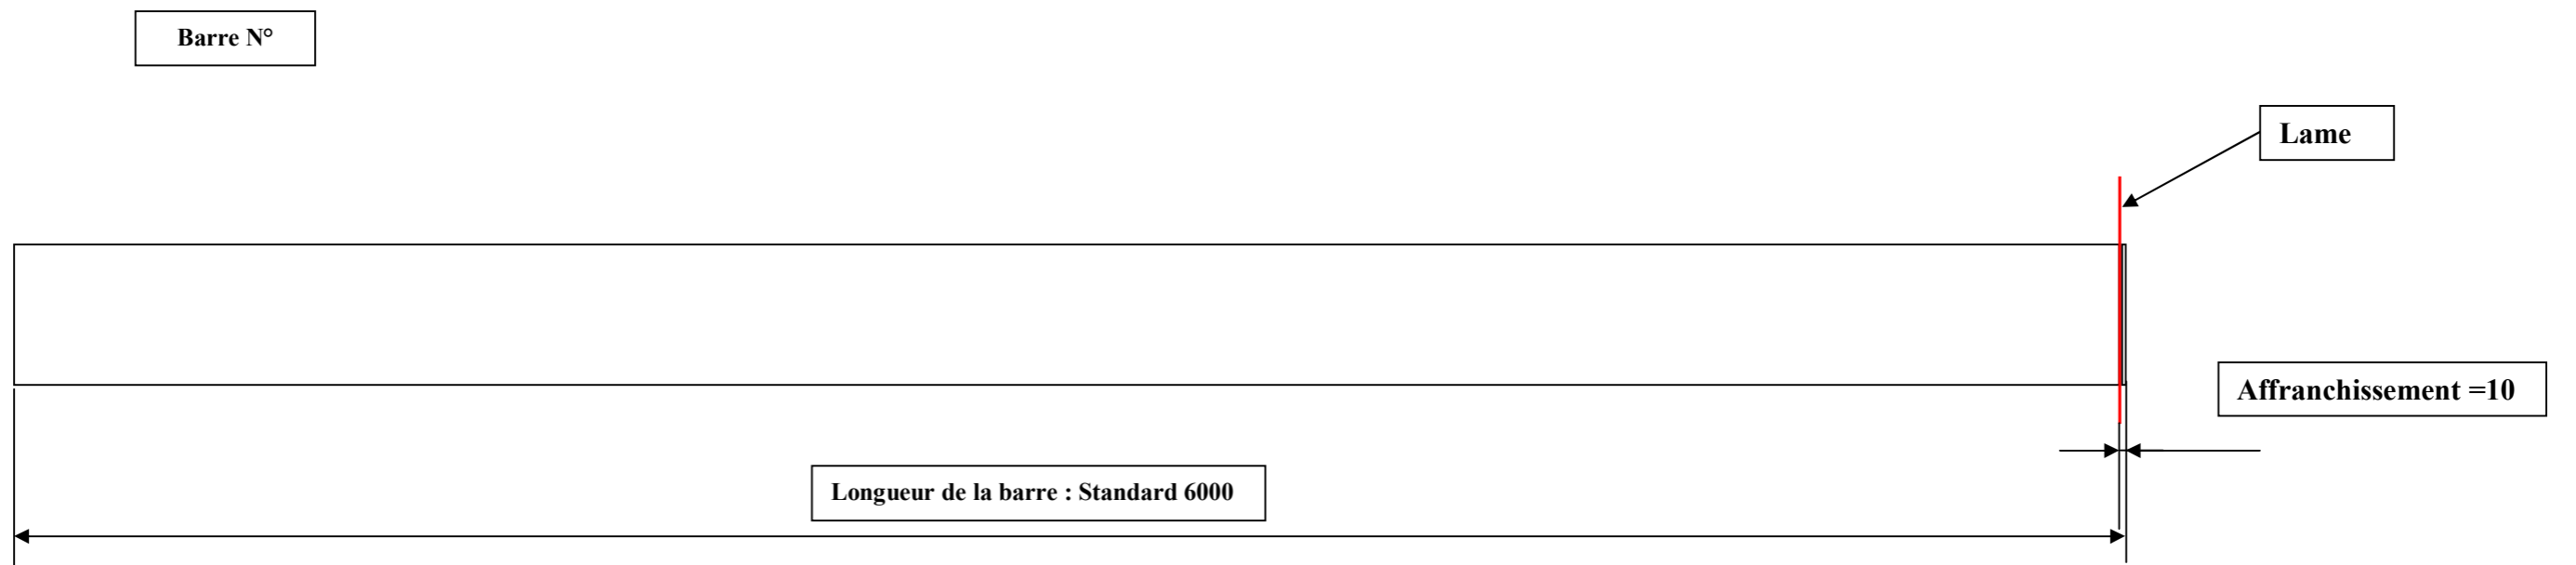 Barre N°
Lame
Affranchissement =10
Longueur de la barre : Standard 6000